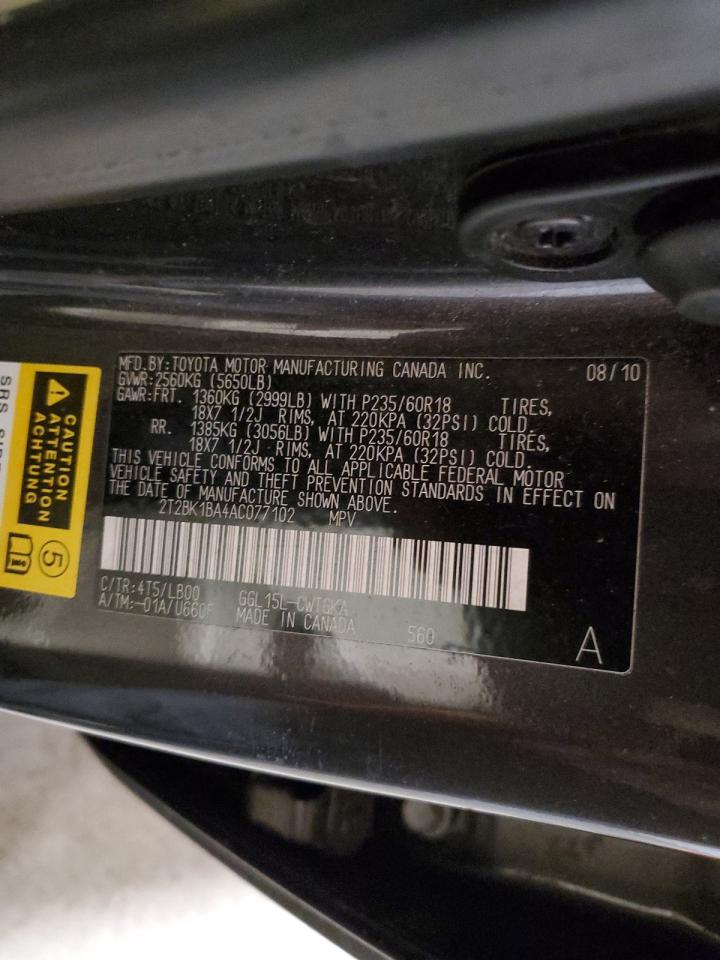 MFD.BY:TOYOTA MOTOR MANUFACTURING CANADA INC. 08/10
GVWR:2560KG (5650LB)
GAWR:FRT. 1360KG (2999LB) WITH P235/60R18 TIRES,
18X7 1/2J RIMS, AT 220KPA (32PSI) COLD.
RR. 1385KG (3056LB) WITH P235/60R18 TIRES,
18X7 1/2J RIMS, AT 220KPA (32PSI) COLD.
THIS VEHICLE CONFORMS TO ALL APPLICABLE FEDERAL MOTOR
VEHICLE SAFETY AND THEFT PREVENTION STANDARDS IN EFFECT ON
THE DATE OF MANUFACTURE SHOWN ABOVE.
2T2BK1BA4AC077102 MPV
C/TR:4T5/LB00 GGL15L-CWTGKA
A/TM:-01A/U660F MADE IN CANADA 560
A
CAUTION
ATTENTION
ACHTUNG
5
SRS